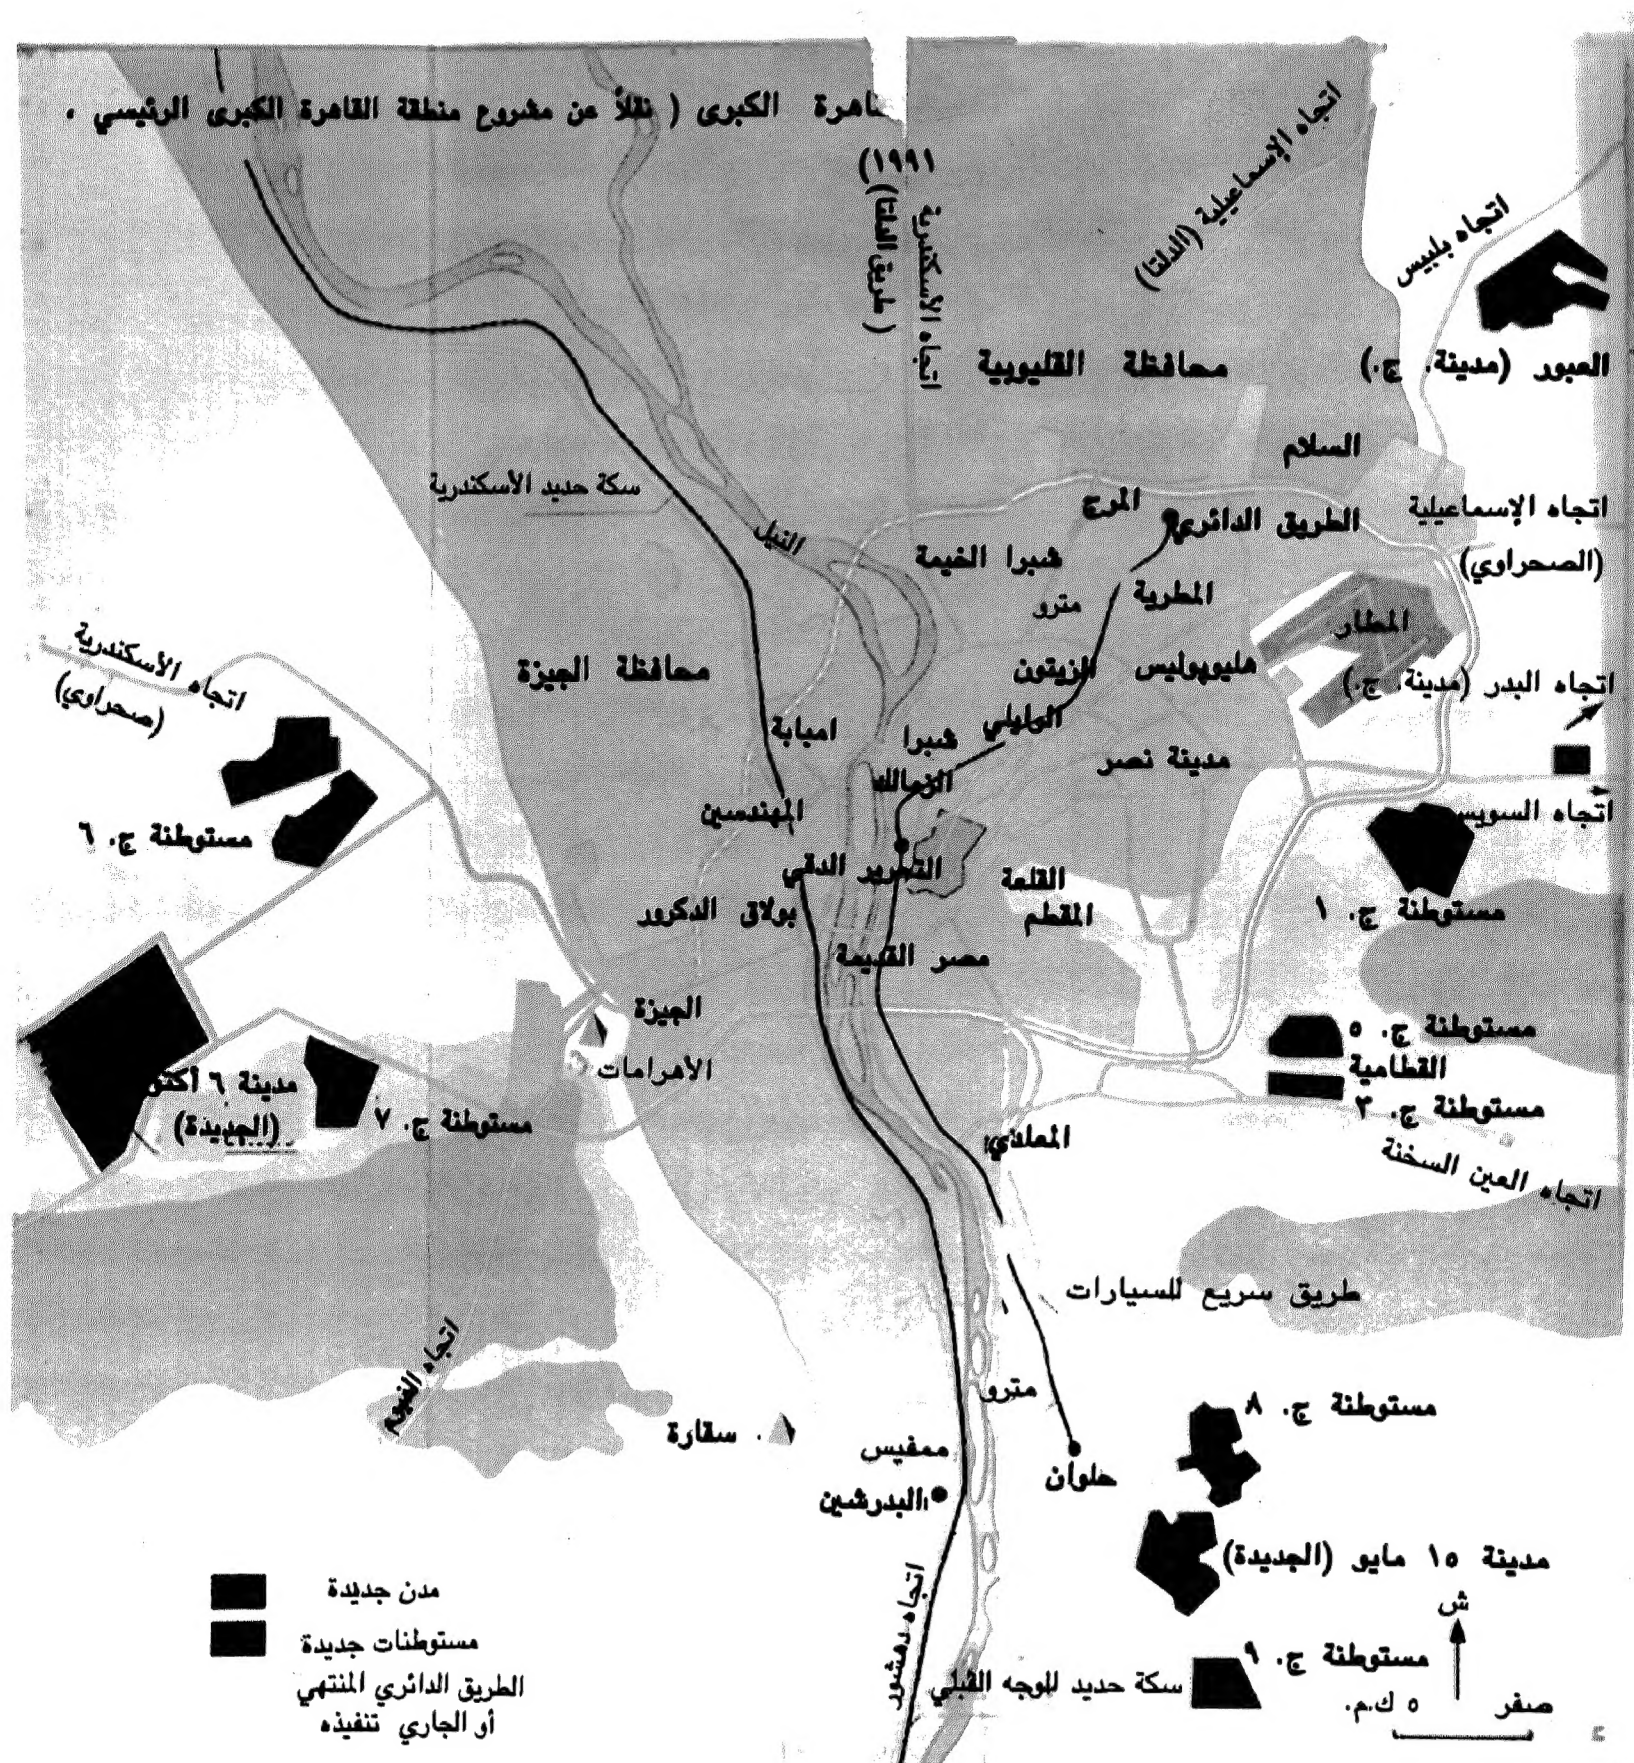 اهرة الكبرى ( نقلاً عن مشروع منطقة القاهرة الكبرى الرئيسي ،
١٩٩١)
اتجاه الأسكندرية
( طريق الدلتا)
اتجاه الإسماعيلية (الدلتا)
اتجاه بلبيس
العبور (مدينة. ج.)
محافظة القليوبية
السلام
سكة حديد الأسكندرية
النيل
المرج
الطريق الدائري
اتجاه الإسماعيلية
(الصحراوي)
شبرا الخيمة
مترو
المطرية
المطار
اتجاه الأسكندرية
(صحراوي)
محافظة الجيزة
الزيتون
هليوبوليس
اتجاه البدر (مدينة. ج.)
امبابة
شبرا
الوايلي
الزمالك
مدينة نصر
المهندسين
اتجاه السويس
مستوطنة ج. ٦
التحرير
الدقي
القلعة
المقطم
مستوطنة ج. ١
بولاق الدكرور
مصر القديمة
الجيزة
الأهرامات
مستوطنة ج. ٥
القطامية
مستوطنة ج. ٣
مدينة ٦ أكتو
(الجديدة)
مستوطنة ج. ٧
اتجاه العين السخنة
طريق سريع للسيارات
اتجاه الفيوم
مترو
مستوطنة ج. ٨
سقارة
ممفيس
البدرشين
حلوان
مدينة ١٥ مايو (الجديدة)
اتجاه دهشور
ش
مستوطنة ج. ٩
سكة حديد للوجه القبلي
صفر
٥ ك.م.
مدن جديدة
مستوطنات جديدة
الطريق الدائري المنتهي
أو الجاري تنفيذه